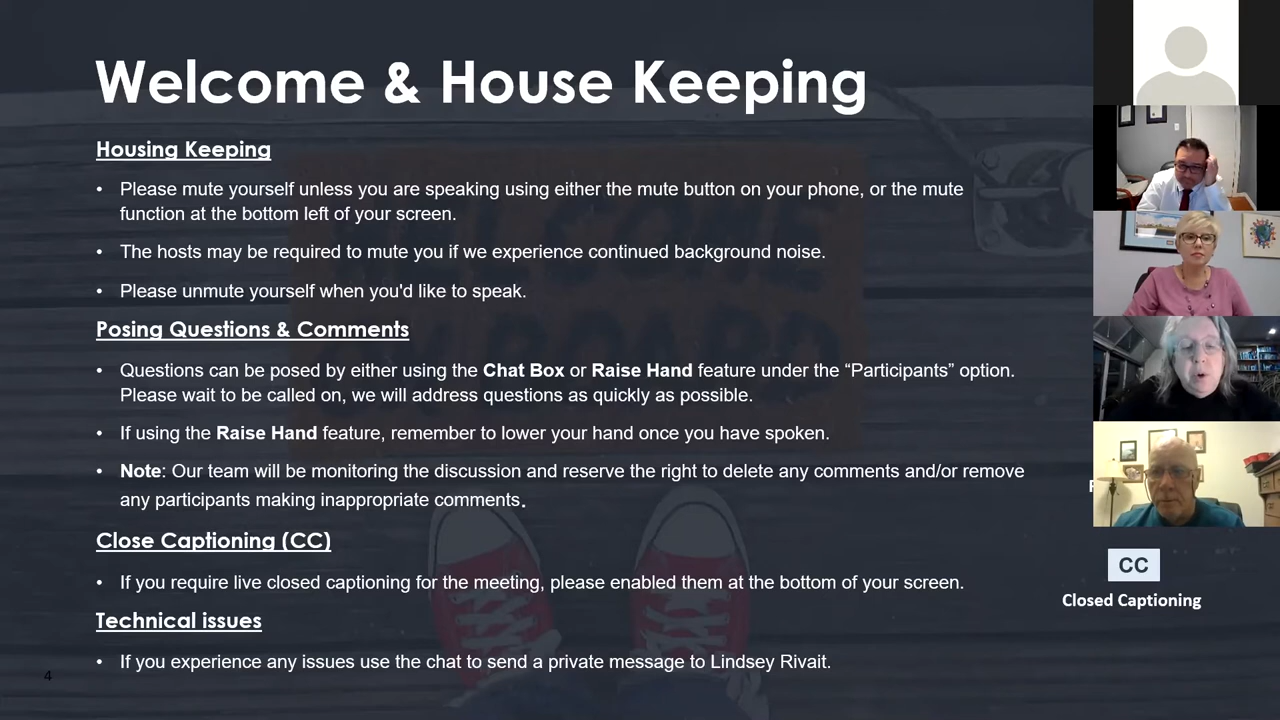 Welcome & House Keeping
Housing Keeping
• Please mute yourself unless you are speaking using either the mute button on your phone, or the mute
function at the bottom left of your screen.
• The hosts may be required to mute you if we experience continued background noise.
• Please unmute yourself when you'd like to speak.
Posing Questions & Comments
• Questions can be posed by either using the Chat Box or Raise Hand feature under the “Participants” option.
Please wait to be called on, we will address questions as quickly as possible.
• If using the Raise Hand feature, remember to lower your hand once you have spoken.
• Note: Our team will be monitoring the discussion and reserve the right to delete any comments and/or remove
any participants making inappropriate comments.
Close Captioning (CC)
CC
Closed Captioning
• If you require live closed captioning for the meeting, please enabled them at the bottom of your screen.
Technical issues
• If you experience any issues use the chat to send a private message to Lindsey Rivait.
4
WELCOME
ABOARD